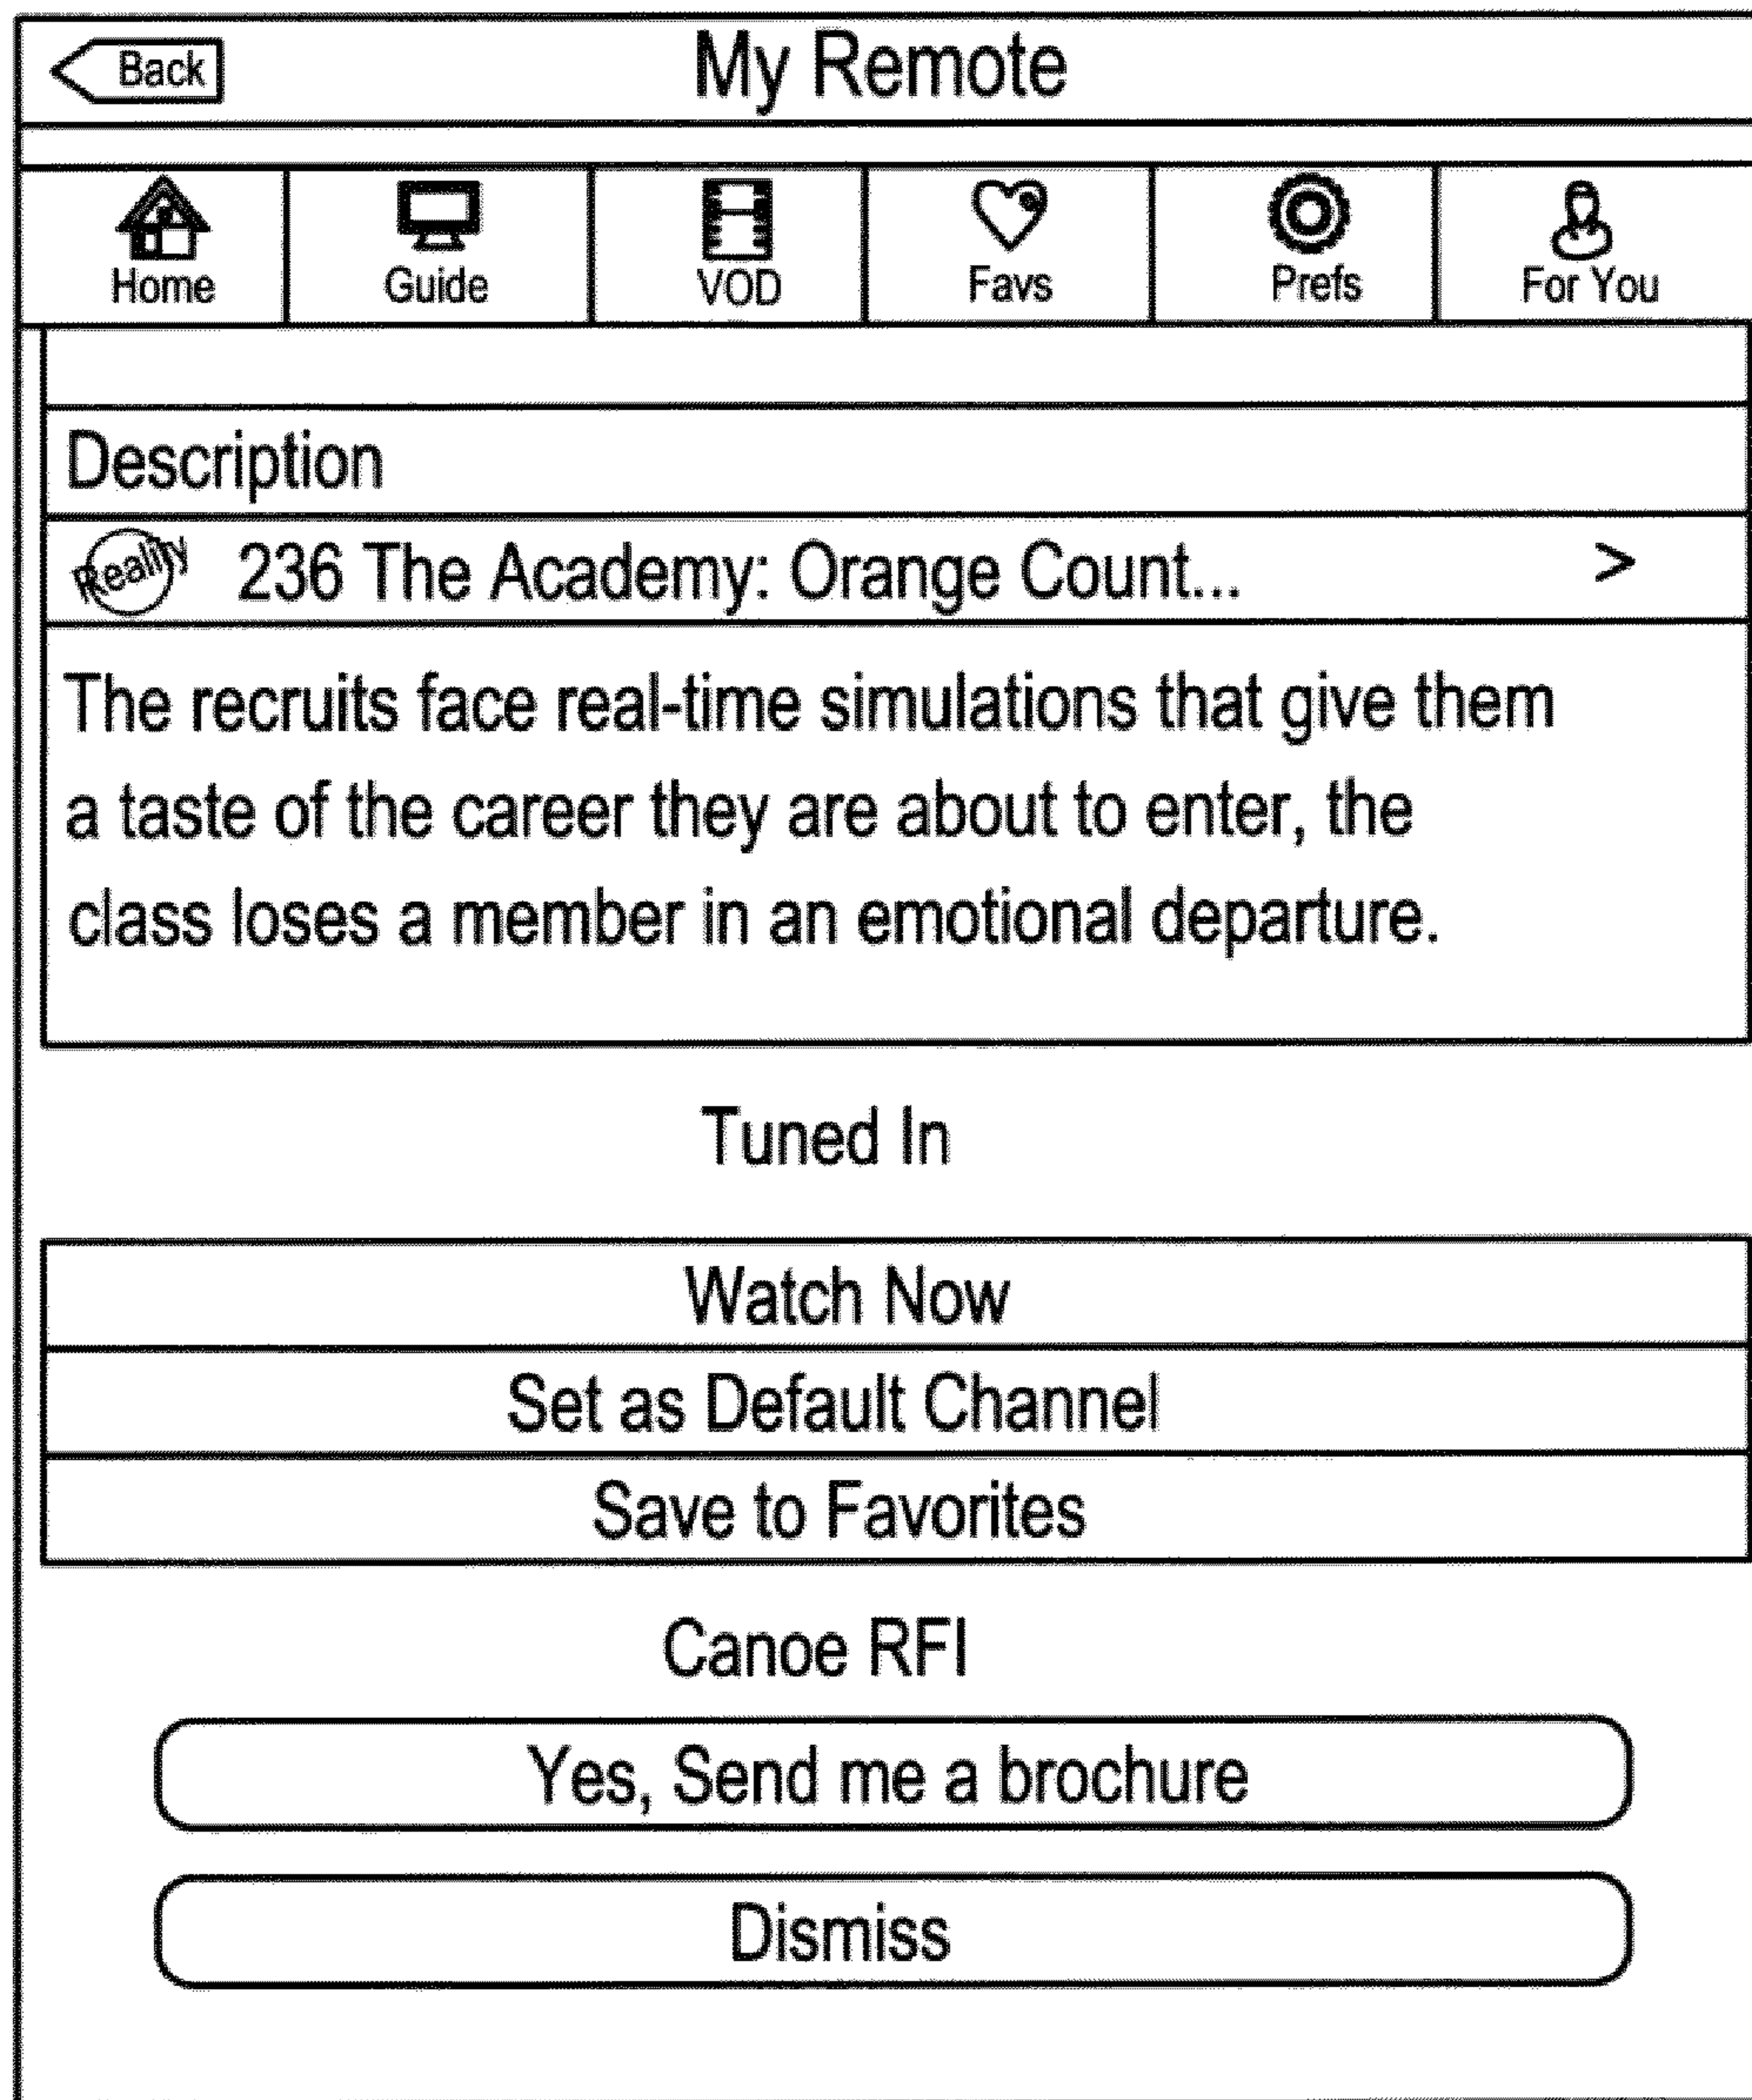 Back
My Remote
Home Guide VOD Favs Prefs For You
Description
Reality 236 The Academy: Orange Count... >
The recruits face real-time simulations that give them
a taste of the career they are about to enter, the
class loses a member in an emotional departure.
Tuned In
Watch Now
Set as Default Channel
Save to Favorites
Canoe RFI
Yes, Send me a brochure
Dismiss